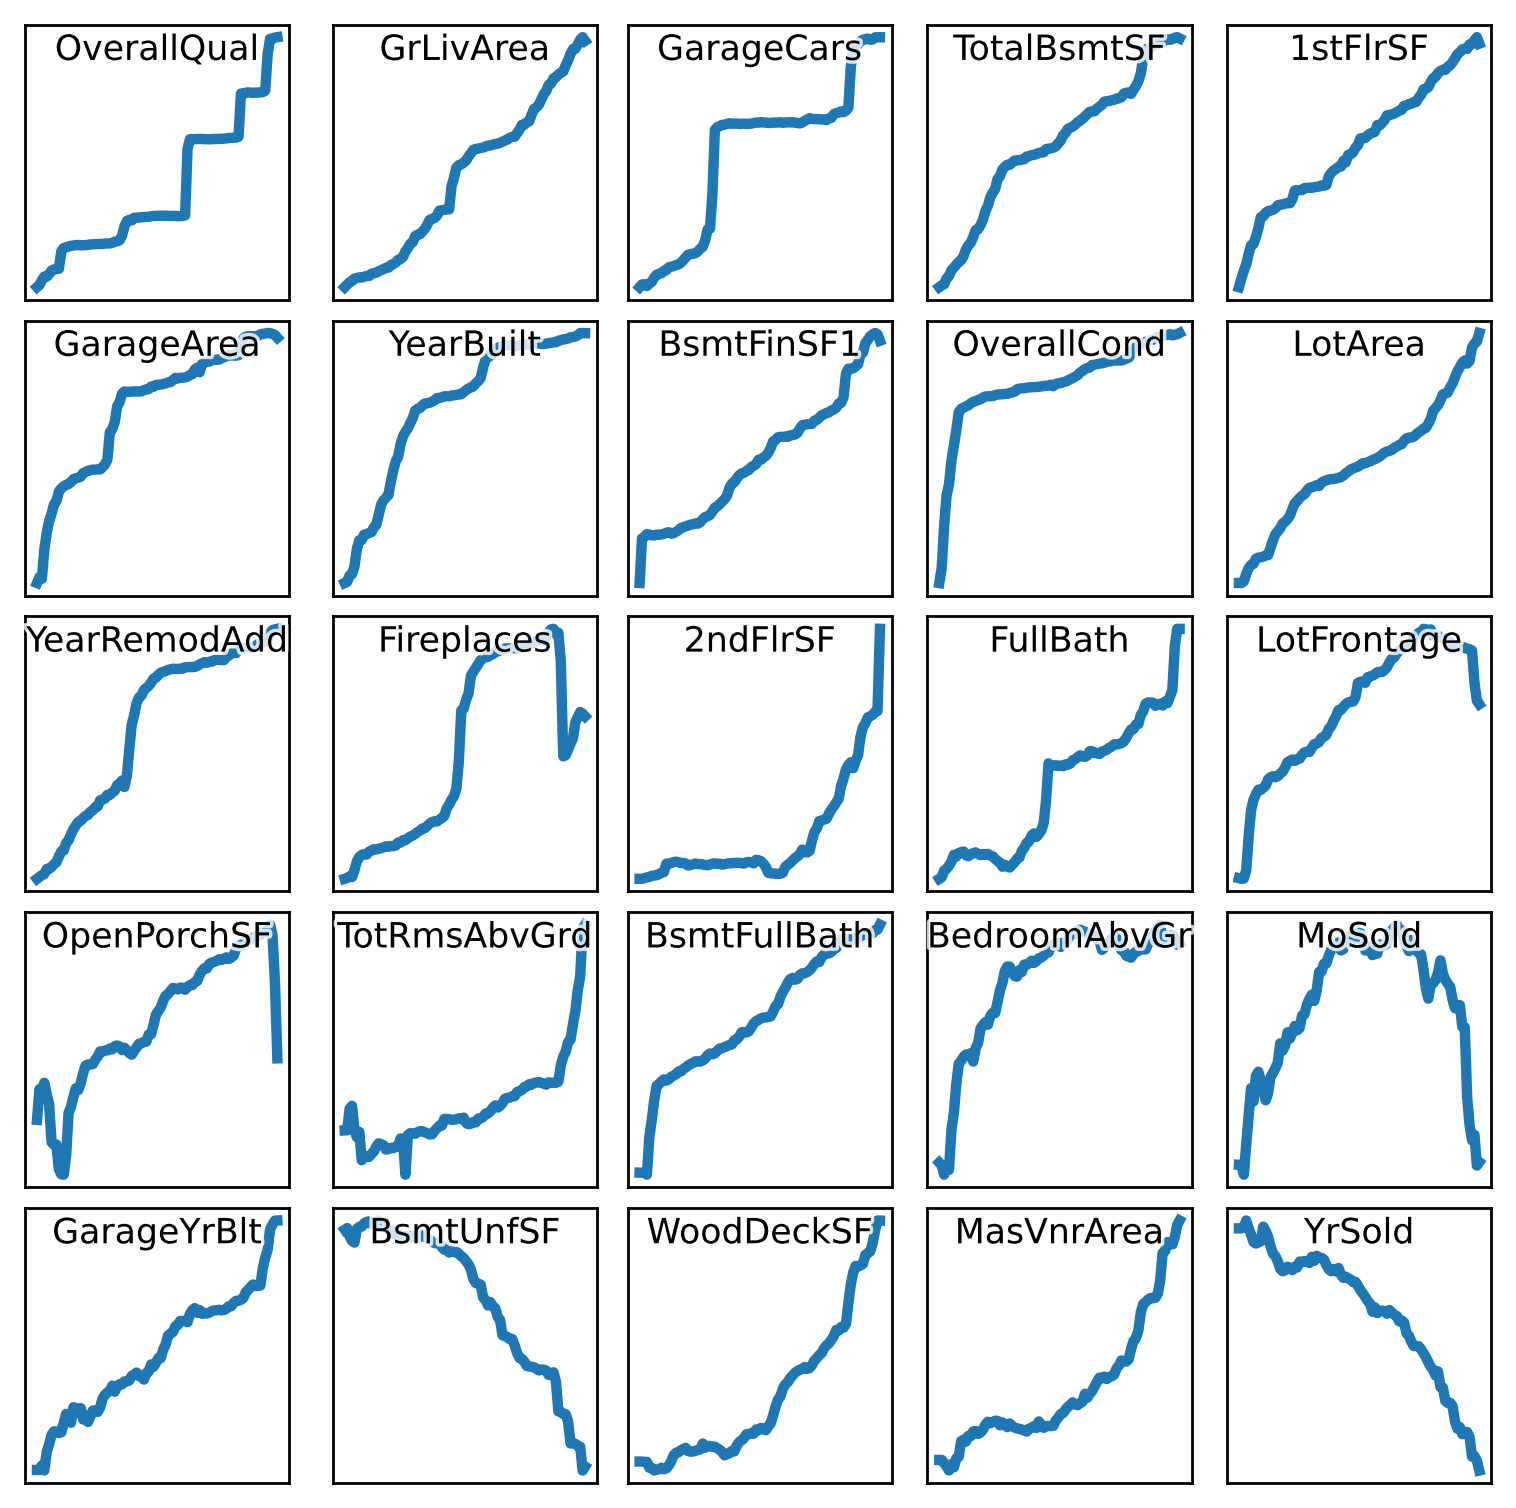 OverallQual
GrLivArea
GarageCars
TotalBsmtSF
1stFlrSF
GarageArea
YearBuilt
BsmtFinSF1
OverallCond
LotArea
YearRemodAdd
Fireplaces
2ndFlrSF
FullBath
LotFrontage
OpenPorchSF
TotRmsAbvGrd
BsmtFullBath
BedroomAbvGr
MoSold
GarageYrBlt
BsmtUnfSF
WoodDeckSF
MasVnrArea
YrSold